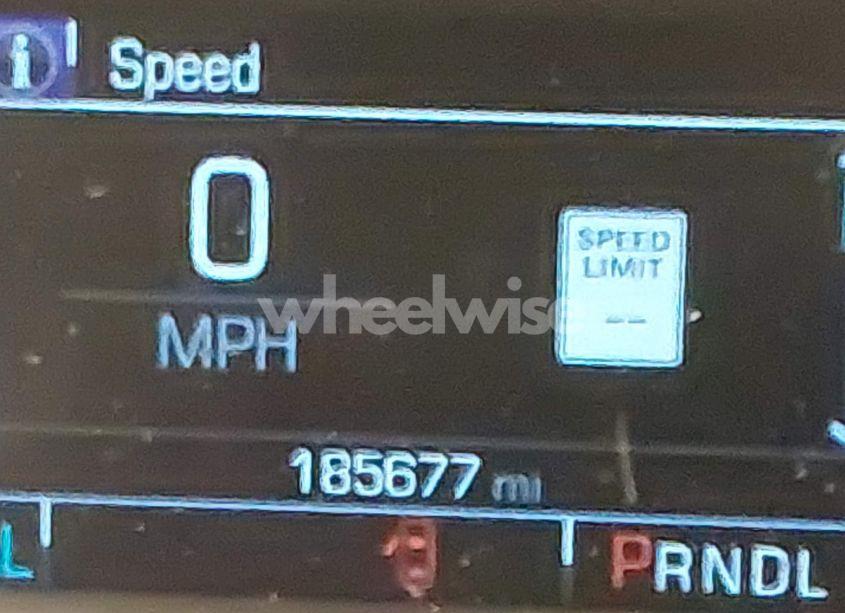 i Speed
0
SPEED
LIMIT
--
MPH
wheelwise
185677 mi
L
PRNDL